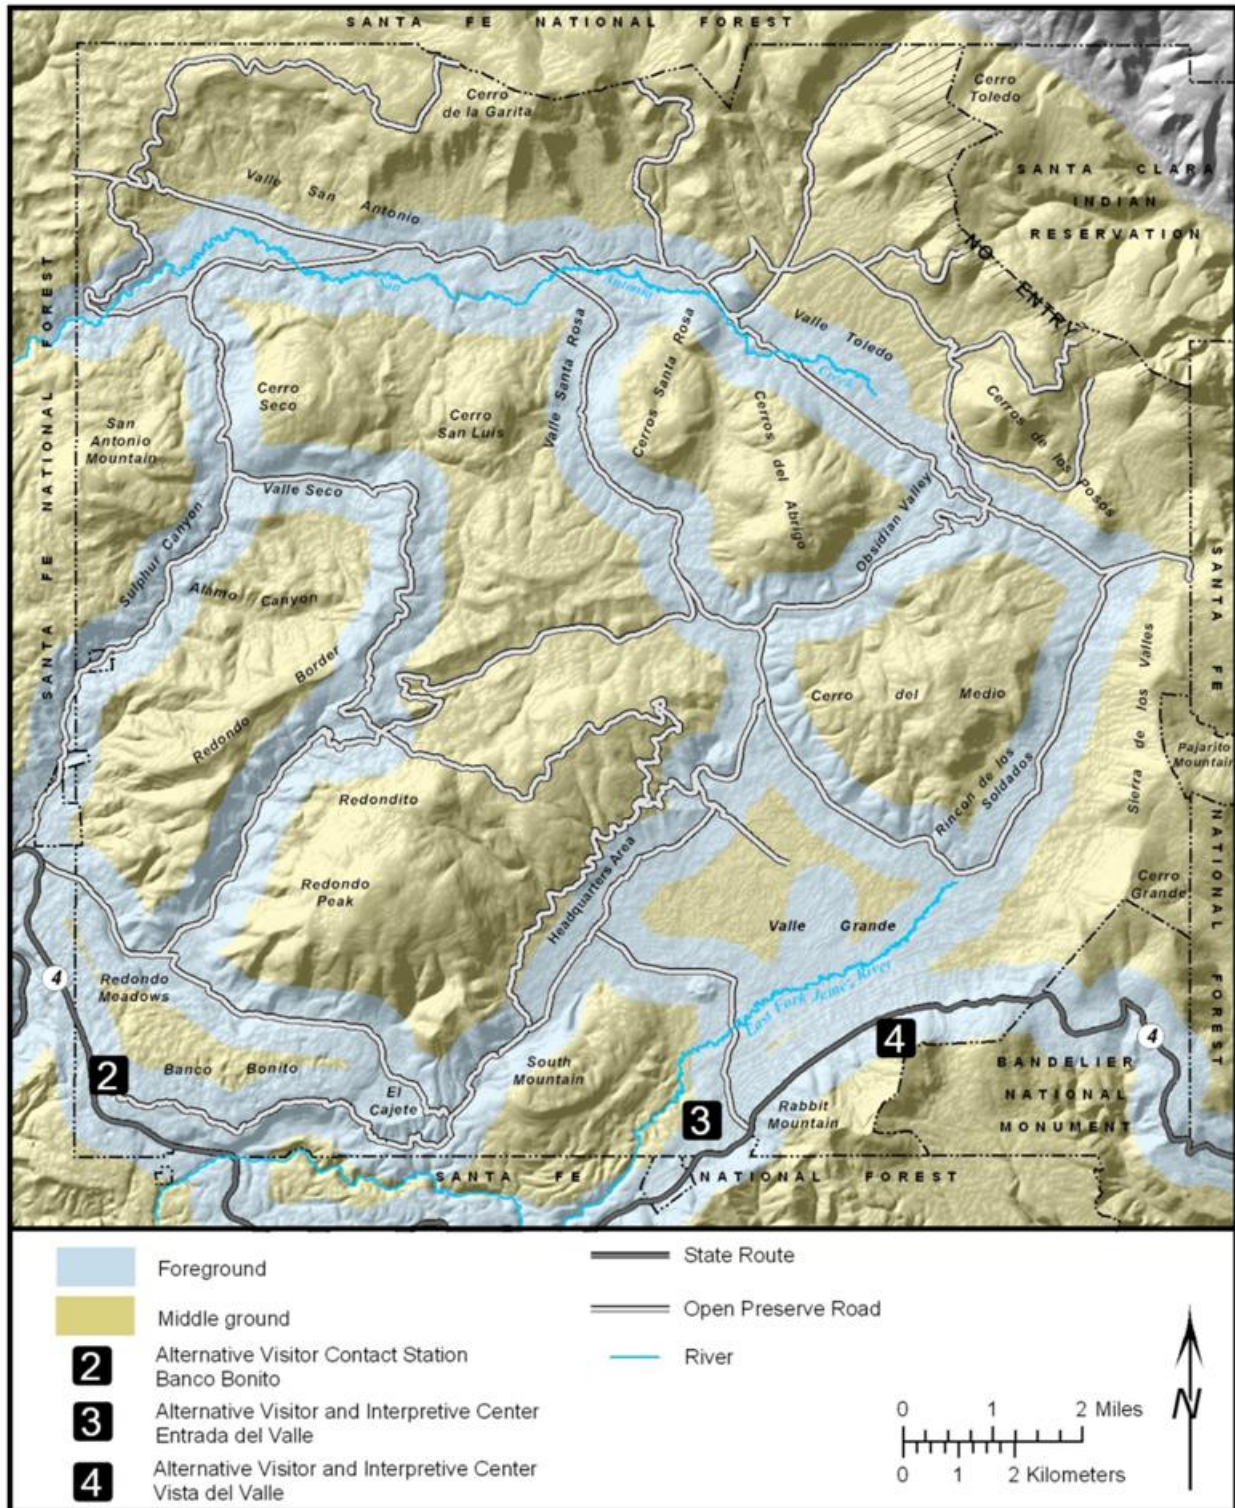 SANTA FE NATIONAL FOREST
Cerro
Toledo
Cerro
de la Garita
SANTA CLARA
INDIAN
RESERVATION
Valle San Antonio
NO ENTRY
SANTA FE NATIONAL FOREST
San Antonio Creek
Valle Toledo
Valle Santa Rosa
Cerros Santa Rosa
Cerro
Seco
Cerro
San Luis
Cerros del Abrigo
Cerros de los Posos
San
Antonio
Mountain
Valle Seco
Obsidian Valley
Sulphur Canyon
Alamo Canyon
SANTA FE NATIONAL FOREST
Redondo Border
Cerro del Medio
Sierra de los Valles
Pajarito
Mountain
Rincon de los
Soldados
Redondito
Headquarters Area
Redondo
Peak
Cerro
Grande
Valle Grande
East Fork Jemez River
4
Redondo
Meadows
4
4
2
Banco Bonito
El
Cajete
South
Mountain
3
Rabbit
Mountain
BANDELIER
NATIONAL
MONUMENT
SANTA FE NATIONAL FOREST
Foreground
Middle ground
2
Alternative Visitor Contact Station
Banco Bonito
3
Alternative Visitor and Interpretive Center
Entrada del Valle
4
Alternative Visitor and Interpretive Center
Vista del Valle
State Route
Open Preserve Road
River
0 1 2 Miles
0 1 2 Kilometers
N